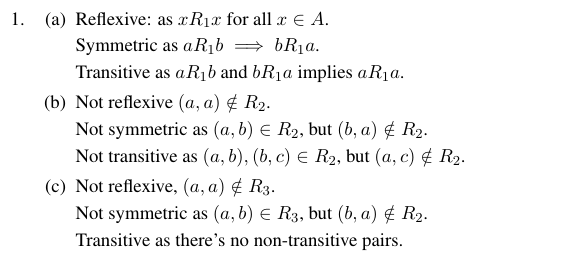 1. (a) Reflexive: as xR₁x for all x ∈ A.
Symmetric as aR₁b ⟹ bR₁a.
Transitive as aR₁b and bR₁a implies aR₁a.
(b) Not reflexive (a, a) ∉ R₂.
Not symmetric as (a, b) ∈ R₂, but (b, a) ∉ R₂.
Not transitive as (a, b), (b, c) ∈ R₂, but (a, c) ∉ R₂.
(c) Not reflexive, (a, a) ∉ R₃.
Not symmetric as (a, b) ∈ R₃, but (b, a) ∉ R₂.
Transitive as there's no non-transitive pairs.